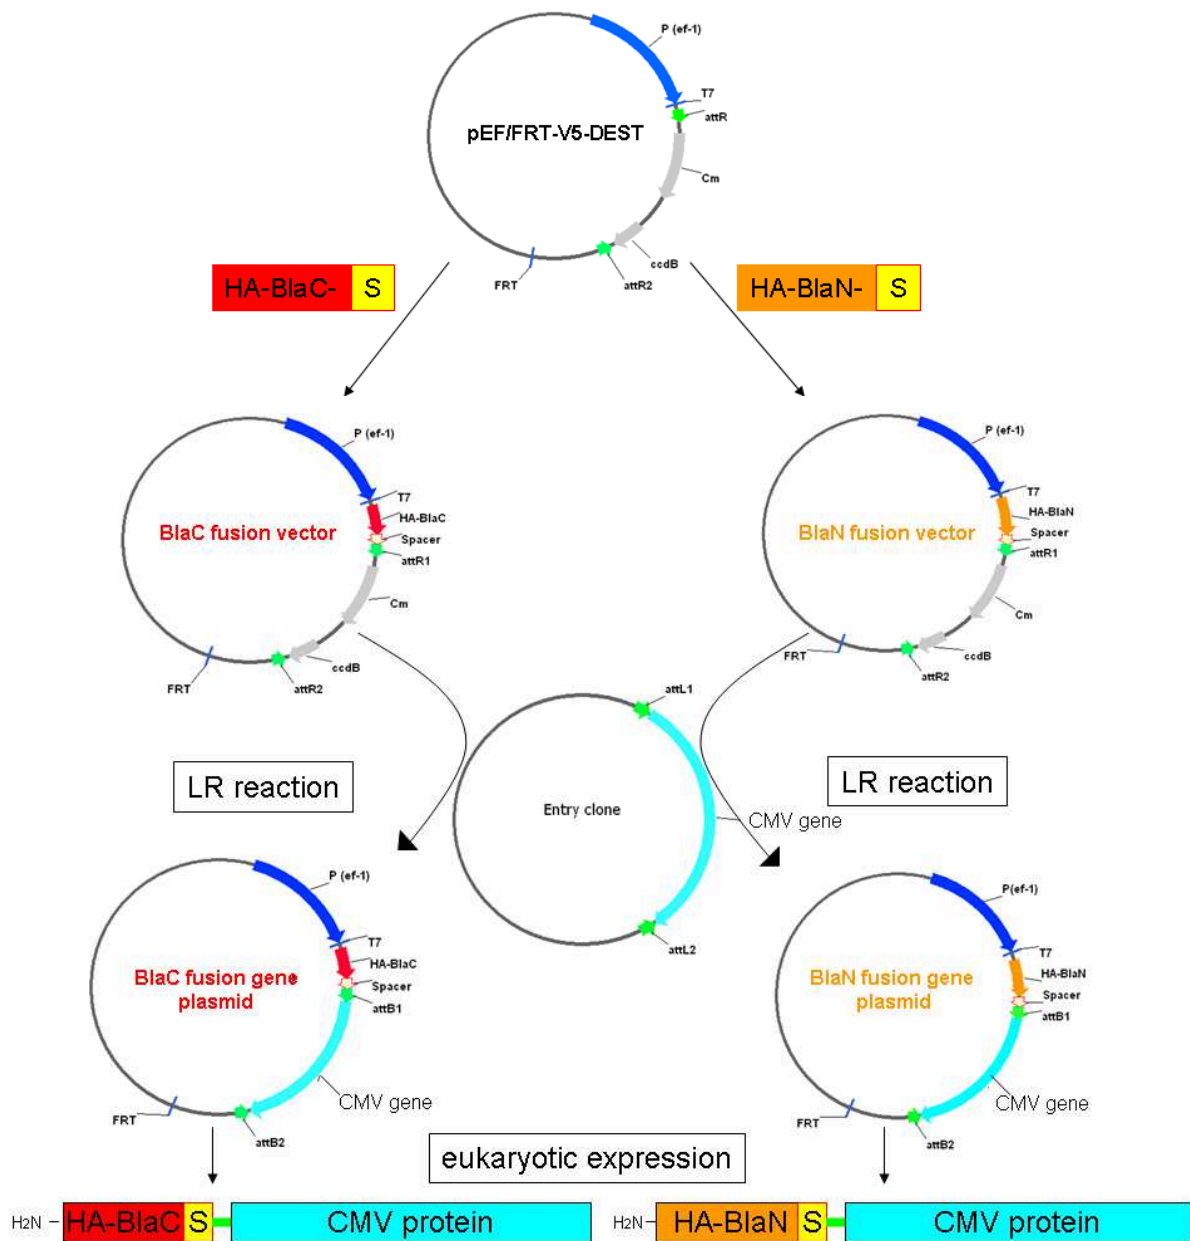 P (ef-1)
T7
attR
pEF/FRT-V5-DEST
Cm
ccdB
attR2
FRT
HA-BlaC-
S
HA-BlaN-
S
P (ef-1)
T7
HA-BlaC
Spacer
attR1
BlaC fusion vector
Cm
ccdB
attR2
FRT
P (ef-1)
T7
HA-BlaN
Spacer
attR1
BlaN fusion vector
Cm
ccdB
attR2
FRT
attL1
Entry clone
CMV gene
attL2
LR reaction
LR reaction
P (ef-1)
T7
HA-BlaC
Spacer
attB1
BlaC fusion gene
plasmid
CMV gene
FRT
attB2
P(ef-1)
T7
HA-BlaN
Spacer
attB1
BlaN fusion gene
plasmid
CMV gene
FRT
attB2
eukaryotic expression
H2N
HA-BlaC
S
CMV protein
H2N
HA-BlaN
S
CMV protein